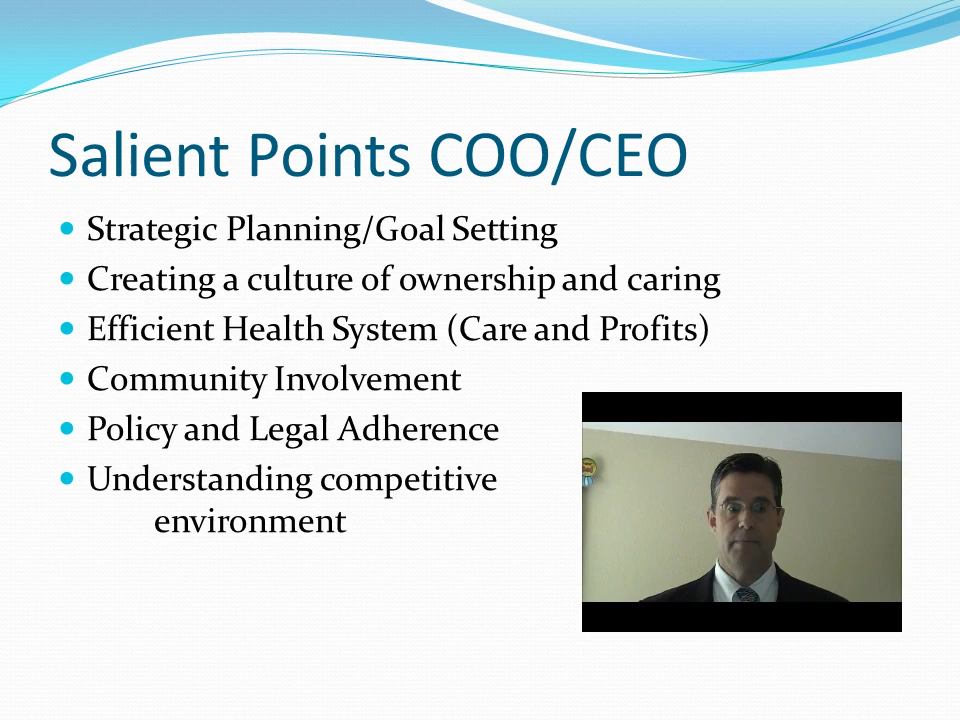 Salient Points COO/CEO
• Strategic Planning/Goal Setting
• Creating a culture of ownership and caring
• Efficient Health System (Care and Profits)
• Community Involvement
• Policy and Legal Adherence
• Understanding competitive
environment